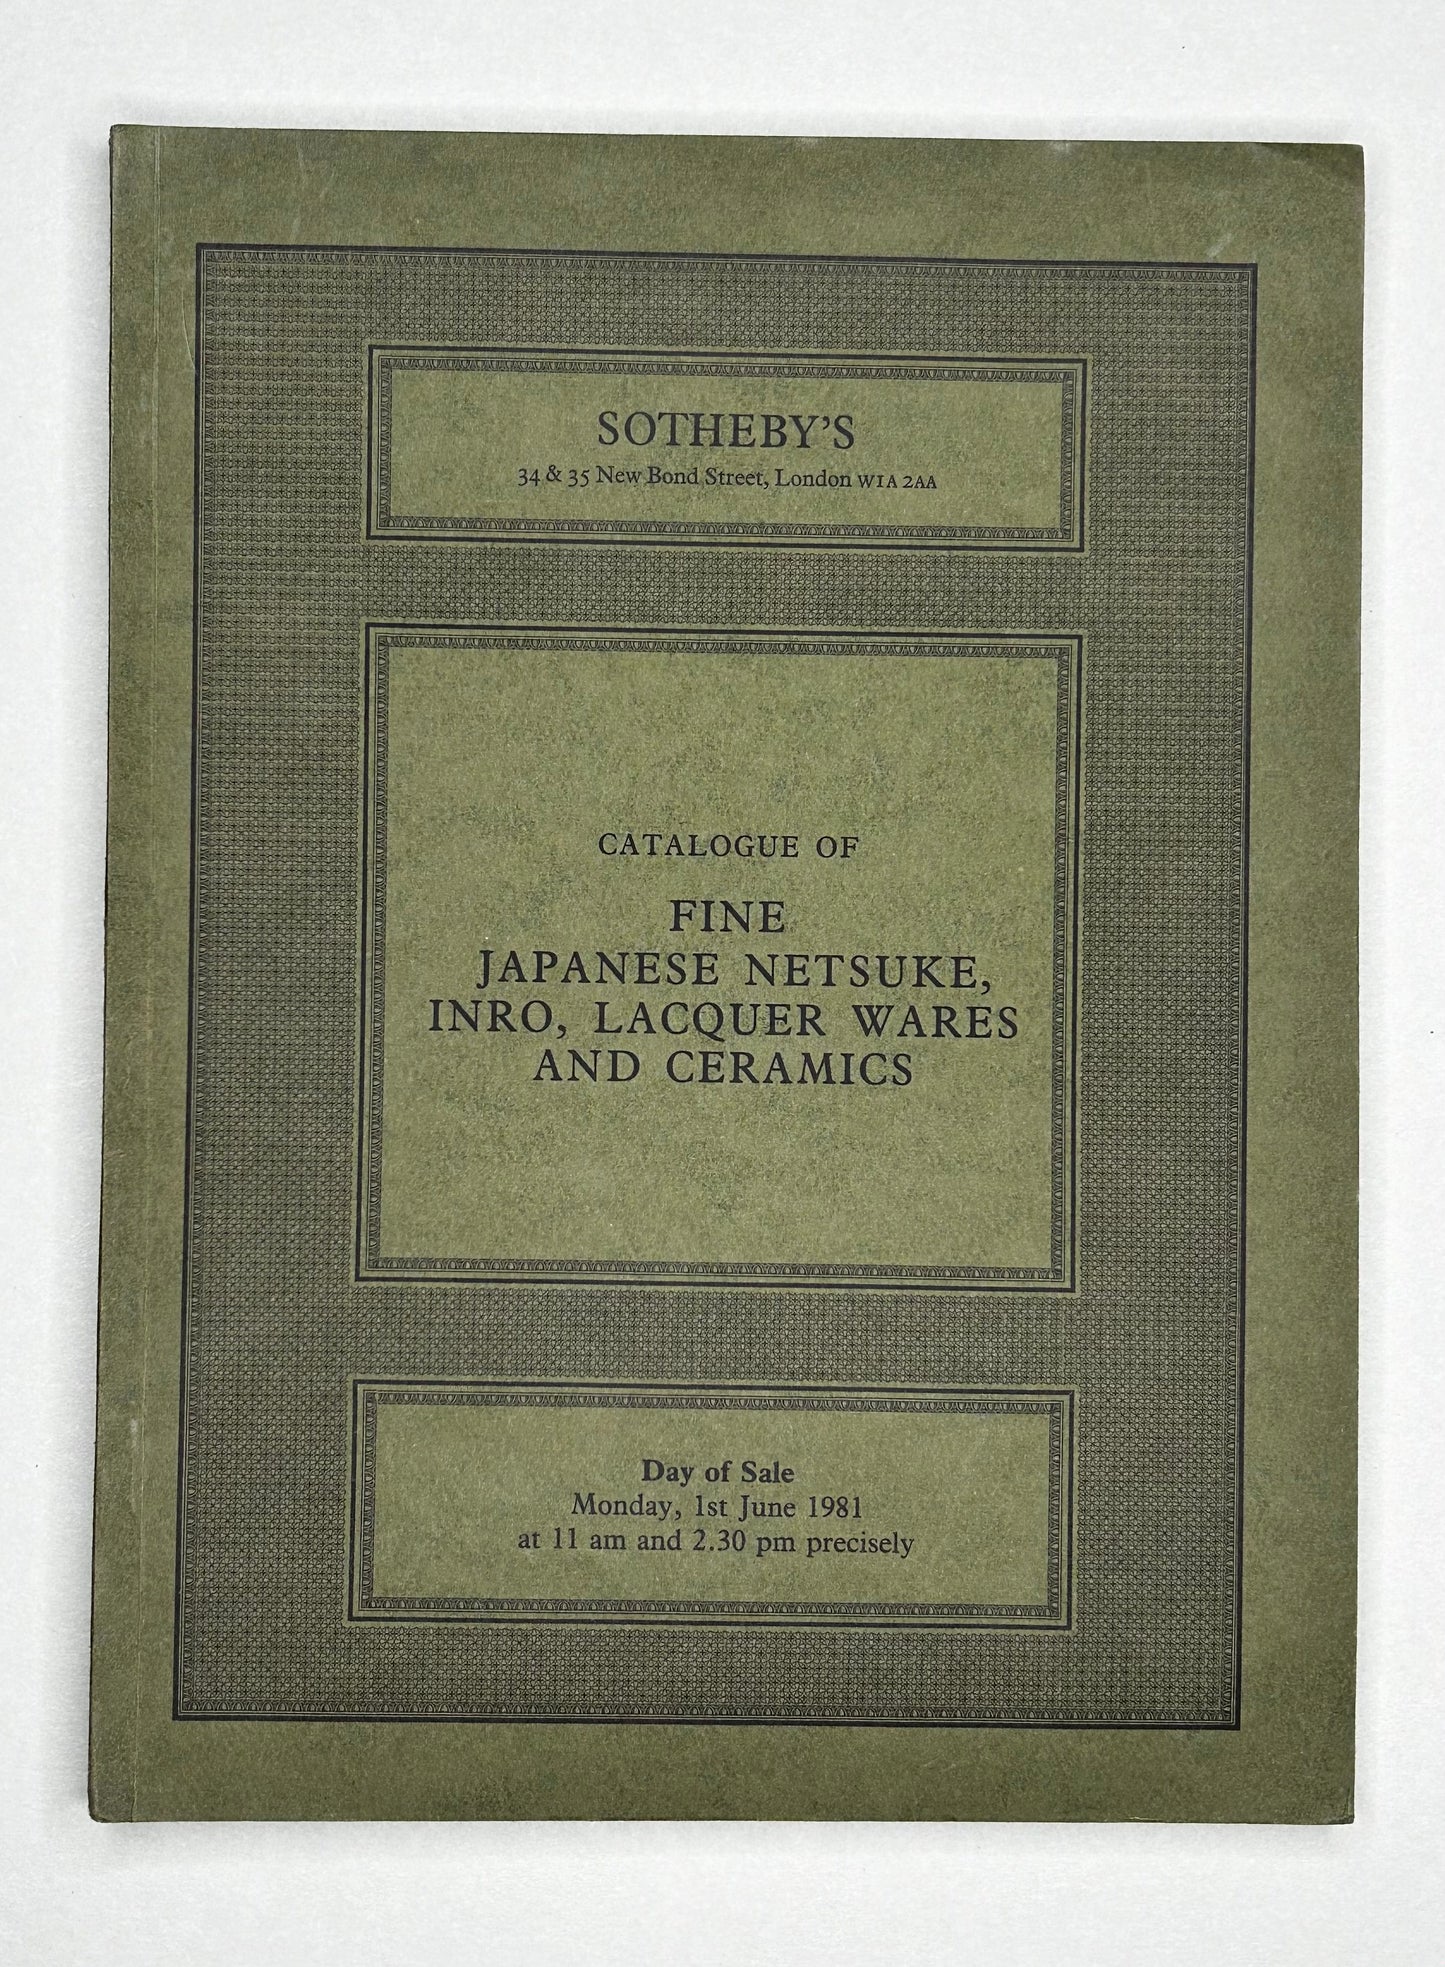 SOTHEBY'S
34 & 35 New Bond Street, London W1A 2AA
CATALOGUE OF
FINE
JAPANESE NETSUKE,
INRO, LACQUER WARES
AND CERAMICS
Day of Sale
Monday, 1st June 1981
at 11 am and 2.30 pm precisely